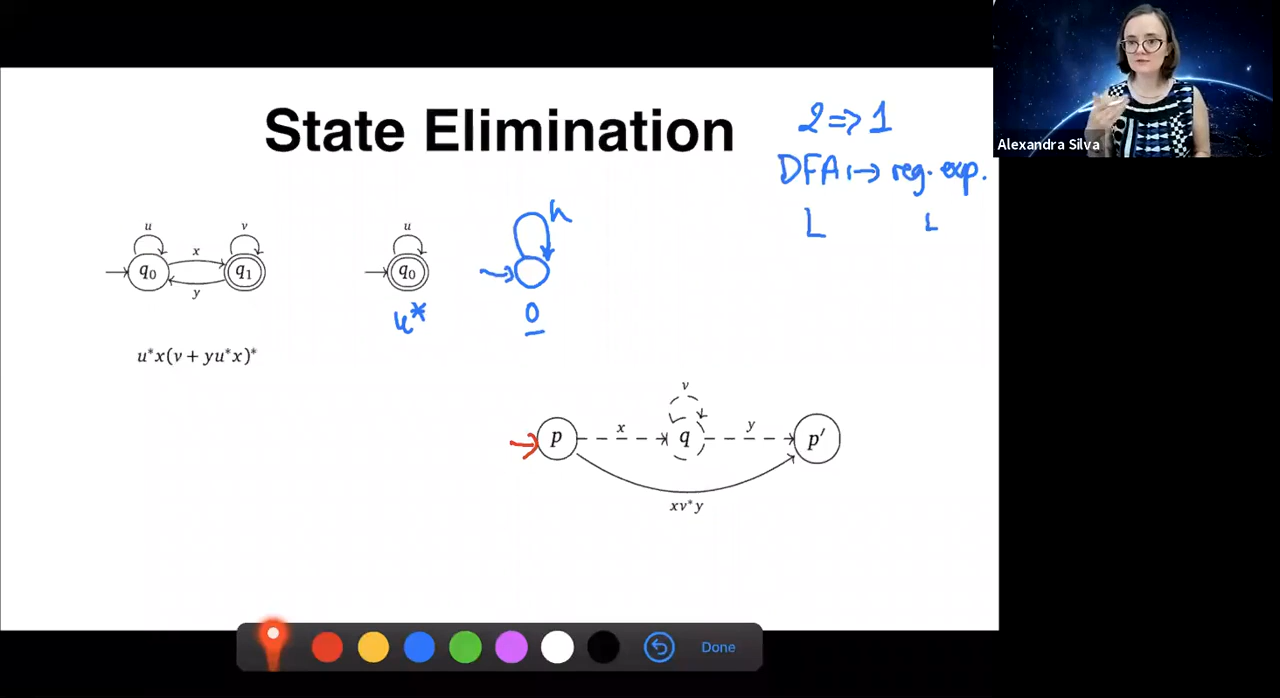 State Elimination
2 => 1
Alexandra Silva
DFA ↦ reg. exp.
L L
u v u u
x
q₀ q₁ q₀
y
u* 0
u*x(v + yu*x)*
v
x y
p q p′
xv*y
Done